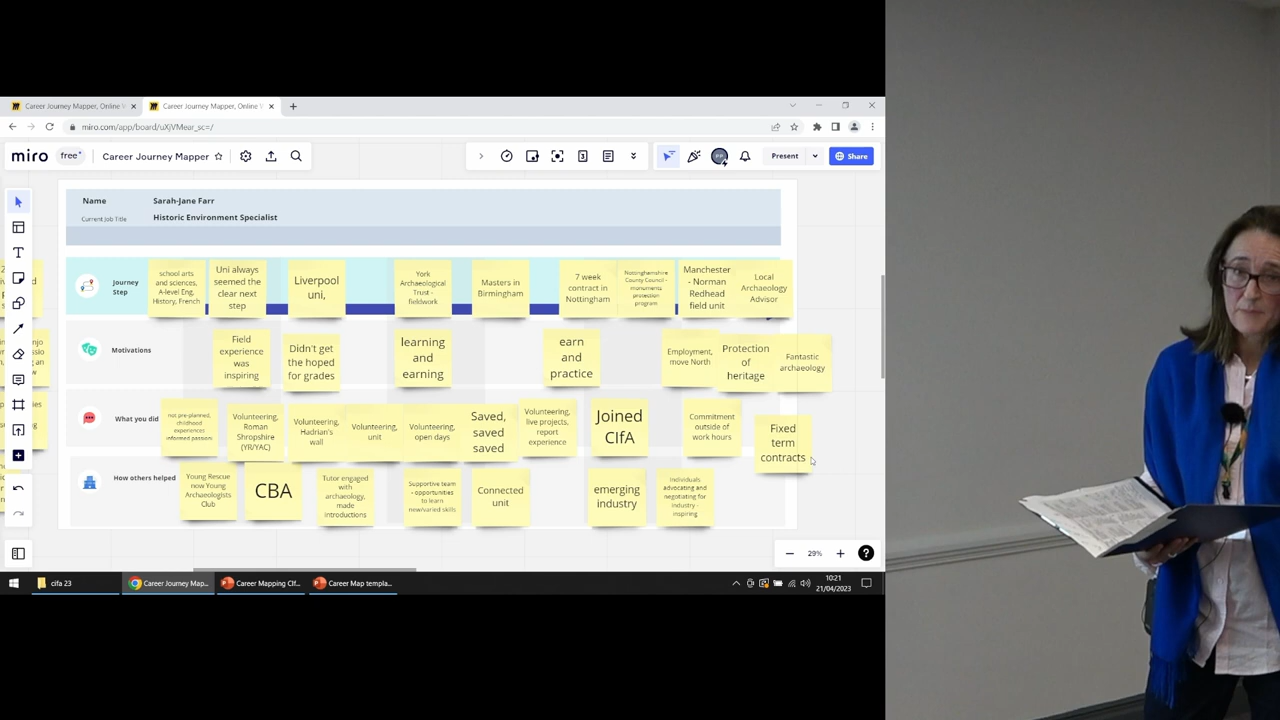 Career Journey Mapper, Online W
Career Journey Mapper, Online W
miro.com/app/board/uXjVMear_sc=/
miro
free
Career Journey Mapper
Present
Share
Name
Sarah-Jane Farr
Current Job Title
Historic Environment Specialist
Journey
Step
school arts
and sciences,
A-level Eng,
History, French
Uni always
seemed the
clear next
step
Liverpool
uni,
York
Archaeological
Trust -
fieldwork
Masters in
Birmingham
7 week
contract in
Nottingham
Nottinghamshire
County Council -
monuments
protection
program
Manchester
- Norman
Redhead
field unit
Local
Archaeology
Advisor
Motivations
Field
experience
was
inspiring
Didn't get
the hoped
for grades
learning
and
earning
earn
and
practice
Employment,
move North
Protection
of
heritage
Fantastic
archaeology
What you did
not pre-planned,
childhood
experiences
informed passion
Volunteering,
Roman
Shropshire
(YR/YAC)
Volunteering,
Hadrian's
wall
Volunteering,
unit
Volunteering,
open days
Saved,
saved
saved
Volunteering,
live projects,
report
experience
Joined
CIfA
Commitment
outside of
work hours
Fixed
term
contracts
How others helped
Young Rescue
now Young
Archaeologists
Club
CBA
Tutor engaged
with
archaeology,
made
introductions
Supportive team
- opportunities
to learn
new/varied skills
Connected
unit
emerging
industry
Individuals
advocating and
negotiating for
industry -
inspiring
29%
cifa 23
Career Journey Map...
Career Mapping CIf...
Career Map templa...
10:21
21/04/2023